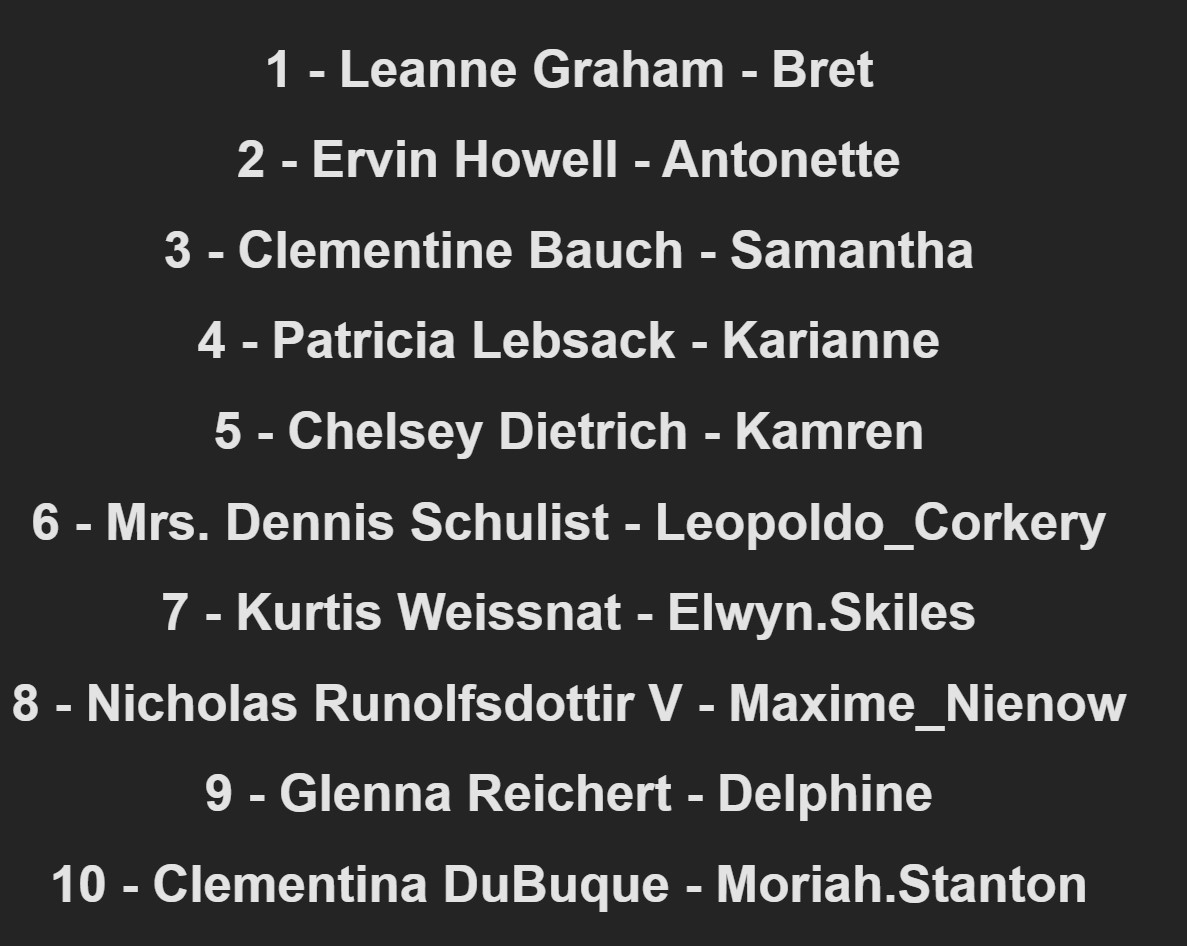 1 - Leanne Graham - Bret
2 - Ervin Howell - Antonette
3 - Clementine Bauch - Samantha
4 - Patricia Lebsack - Karianne
5 - Chelsey Dietrich - Kamren
6 - Mrs. Dennis Schulist - Leopoldo_Corkery
7 - Kurtis Weissnat - Elwyn.Skiles
8 - Nicholas Runolfsdottir V - Maxime_Nienow
9 - Glenna Reichert - Delphine
10 - Clementina DuBuque - Moriah.Stanton